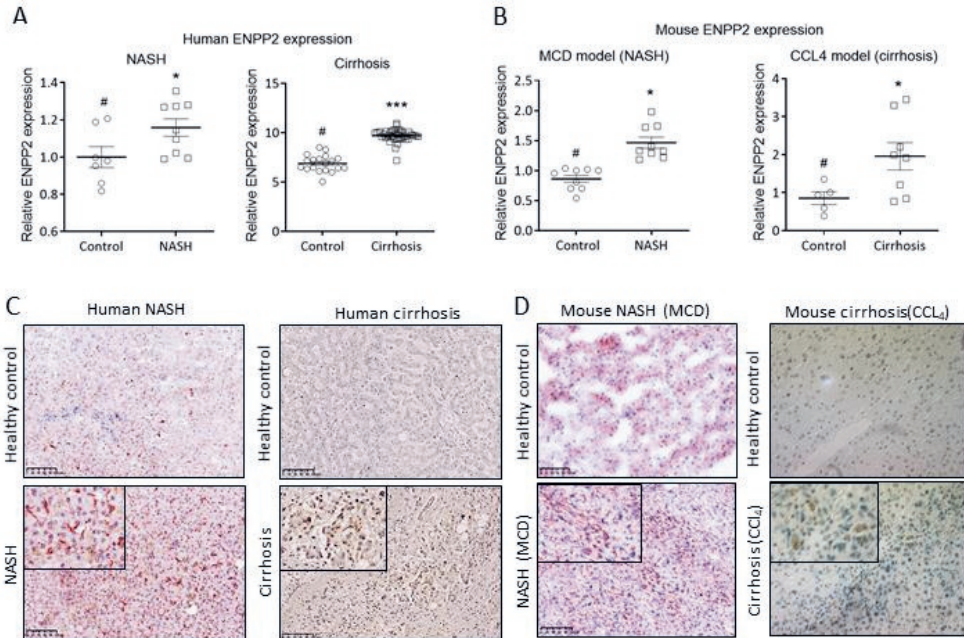 A
Human ENPP2 expression
NASH
*
#
Relative ENPP2 expression
1.4
1.2
1.0
0.8
0.6
Control
NASH
Cirrhosis
***
#
Relative ENPP2 expression
15
10
5
0
Control
Cirrhosis
B
Mouse ENPP2 expression
MCD model (NASH)
*
#
Relative ENPP2 expression
2.5
2.0
1.5
1.0
0.5
0.0
Control
NASH
CCL4 model (cirrhosis)
*
#
Relative ENPP2 expression
4
3
2
1
0
Control
Cirrhosis
C
Human NASH
Human cirrhosis
Healthy control
Healthy control
NASH
Cirrhosis
D
Mouse NASH (MCD)
Mouse cirrhosis(CCL₄)
Healthy control
Healthy control
NASH (MCD)
Cirrhosis (CCl₄)